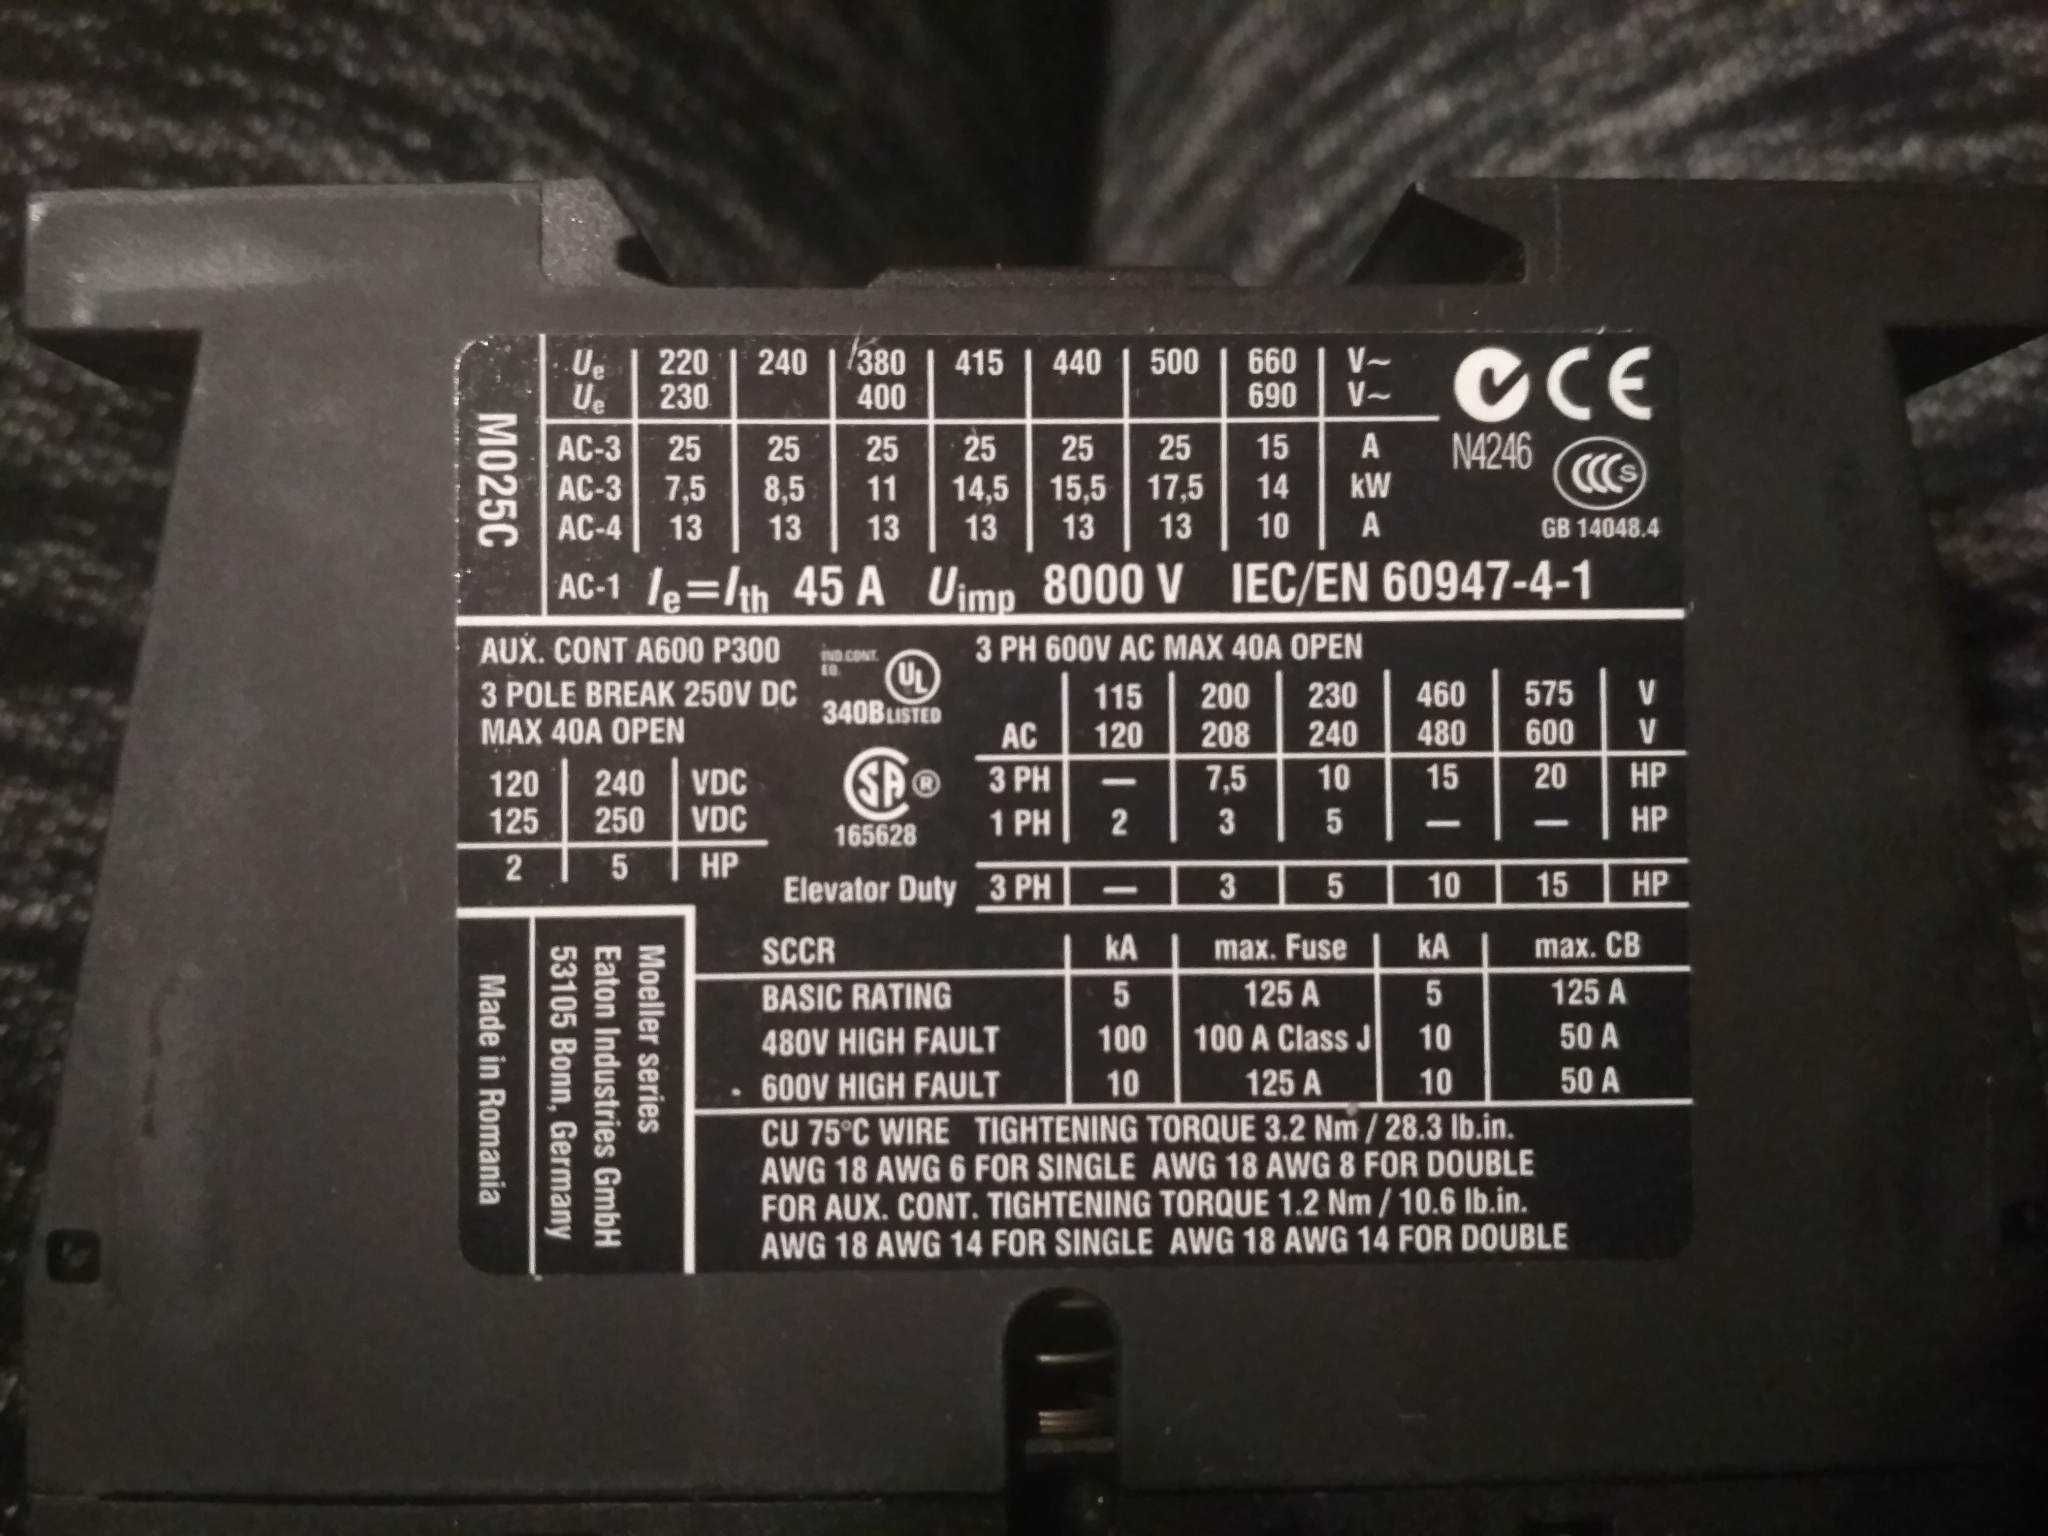 M025C
Ue 220 240 380 415 440 500 660 V~
Ue 230 400 690 V~
AC-3 25 25 25 25 25 25 15 A
AC-3 7,5 8,5 11 14,5 15,5 17,5 14 kW
AC-4 13 13 13 13 13 13 10 A
AC-1 Ie=Ith 45 A Uimp 8000 V IEC/EN 60947-4-1
CE
N4246
CCC S
GB 14048.4
AUX. CONT A600 P300
3 POLE BREAK 250V DC
MAX 40A OPEN
120 240 VDC
125 250 VDC
2 5 HP
IND.CONT.
EQ.
UL
340B LISTED
SA ®
165628
3 PH 600V AC MAX 40A OPEN
115 200 230 460 575 V
AC 120 208 240 480 600 V
3 PH — 7,5 10 15 20 HP
1 PH 2 3 5 — — HP
Elevator Duty 3 PH — 3 5 10 15 HP
SCCR kA max. Fuse kA max. CB
BASIC RATING 5 125 A 5 125 A
480V HIGH FAULT 100 100 A Class J 10 50 A
600V HIGH FAULT 10 125 A 10 50 A
CU 75°C WIRE TIGHTENING TORQUE 3.2 Nm / 28.3 lb.in.
AWG 18 AWG 6 FOR SINGLE AWG 18 AWG 8 FOR DOUBLE
FOR AUX. CONT. TIGHTENING TORQUE 1.2 Nm / 10.6 lb.in.
AWG 18 AWG 14 FOR SINGLE AWG 18 AWG 14 FOR DOUBLE
Moeller series
Eaton Industries GmbH
53105 Bonn, Germany
Made in Romania